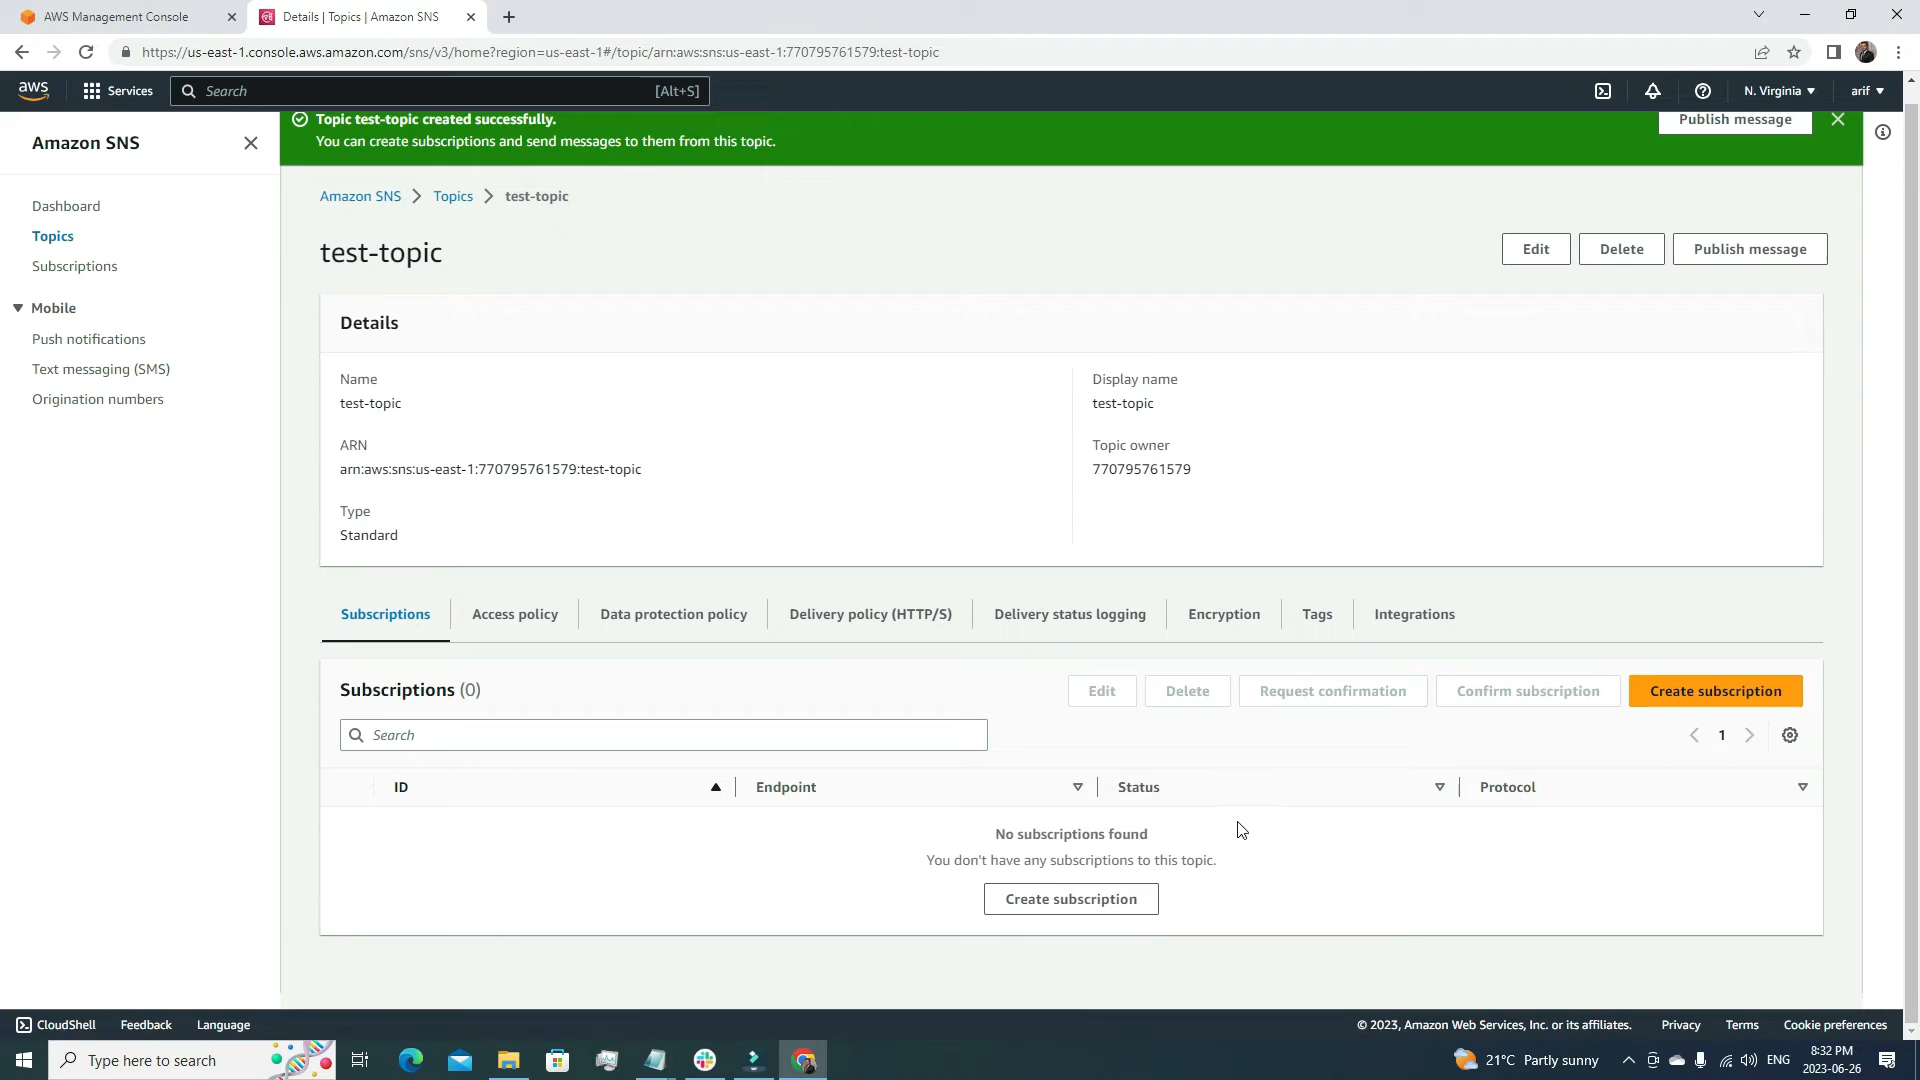 AWS Management Console
Details | Topics | Amazon SNS
https://us-east-1.console.aws.amazon.com/sns/v3/home?region=us-east-1#/topic/arn:aws:sns:us-east-1:770795761579:test-topic
aws
Services
Search
[Alt+S]
N. Virginia
arif
Amazon SNS
Dashboard
Topics
Subscriptions
Mobile
Push notifications
Text messaging (SMS)
Origination numbers
Topic test-topic created successfully.
You can create subscriptions and send messages to them from this topic.
Publish message
Amazon SNS
Topics
test-topic
test-topic
Edit
Delete
Publish message
Details
Name
test-topic
Display name
test-topic
ARN
arn:aws:sns:us-east-1:770795761579:test-topic
Topic owner
770795761579
Type
Standard
Subscriptions
Access policy
Data protection policy
Delivery policy (HTTP/S)
Delivery status logging
Encryption
Tags
Integrations
Subscriptions (0)
Edit
Delete
Request confirmation
Confirm subscription
Create subscription
Search
1
ID
Endpoint
Status
Protocol
No subscriptions found
You don't have any subscriptions to this topic.
Create subscription
CloudShell
Feedback
Language
© 2023, Amazon Web Services, Inc. or its affiliates.
Privacy
Terms
Cookie preferences
Type here to search
21°C Partly sunny
ENG
8:32 PM
2023-06-26